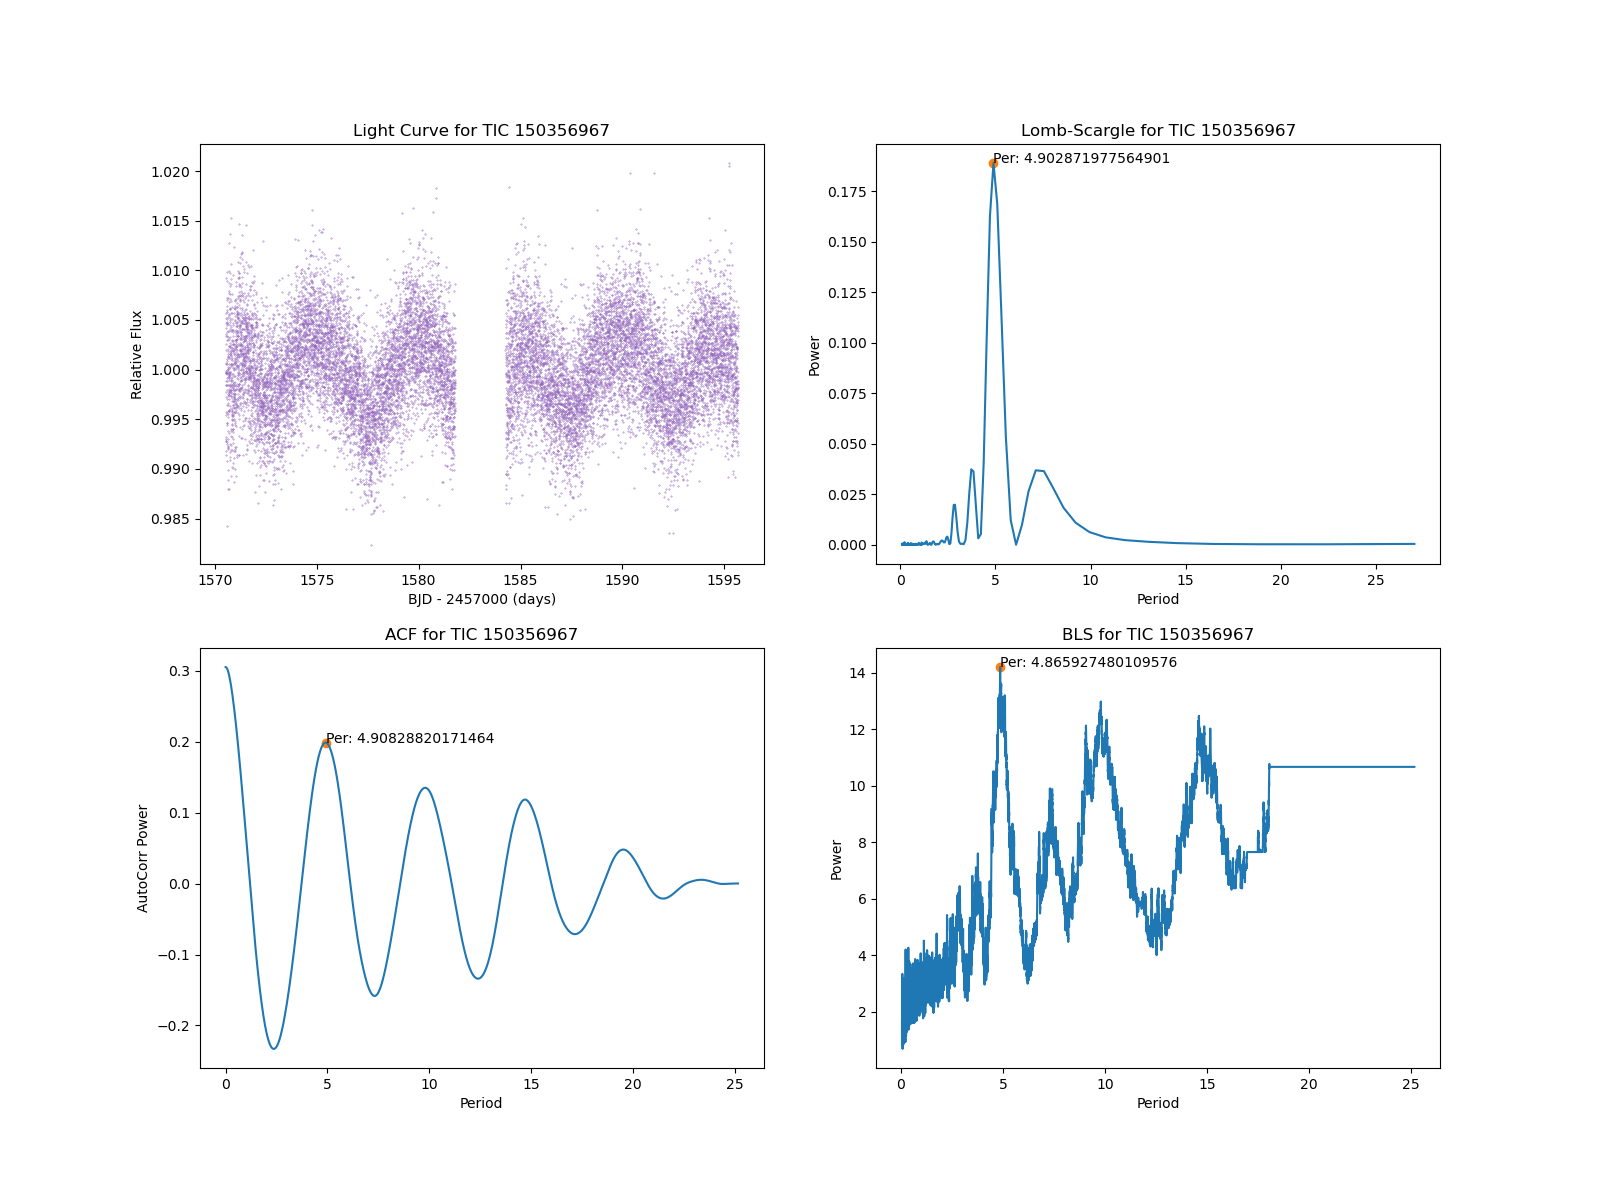 Light Curve for TIC 150356967
1.020
1.015
1.010
1.005
1.000
0.995
0.990
0.985
Relative Flux
1570 1575 1580 1585 1590 1595
BJD - 2457000 (days)
Lomb-Scargle for TIC 150356967
Per: 4.902871977564901
0.175
0.150
0.125
0.100
0.075
0.050
0.025
0.000
Power
0 5 10 15 20 25
Period
ACF for TIC 150356967
Per: 4.90828820171464
0.3
0.2
0.1
0.0
−0.1
−0.2
AutoCorr Power
0 5 10 15 20 25
Period
BLS for TIC 150356967
Per: 4.865927480109576
14
12
10
8
6
4
2
Power
0 5 10 15 20 25
Period